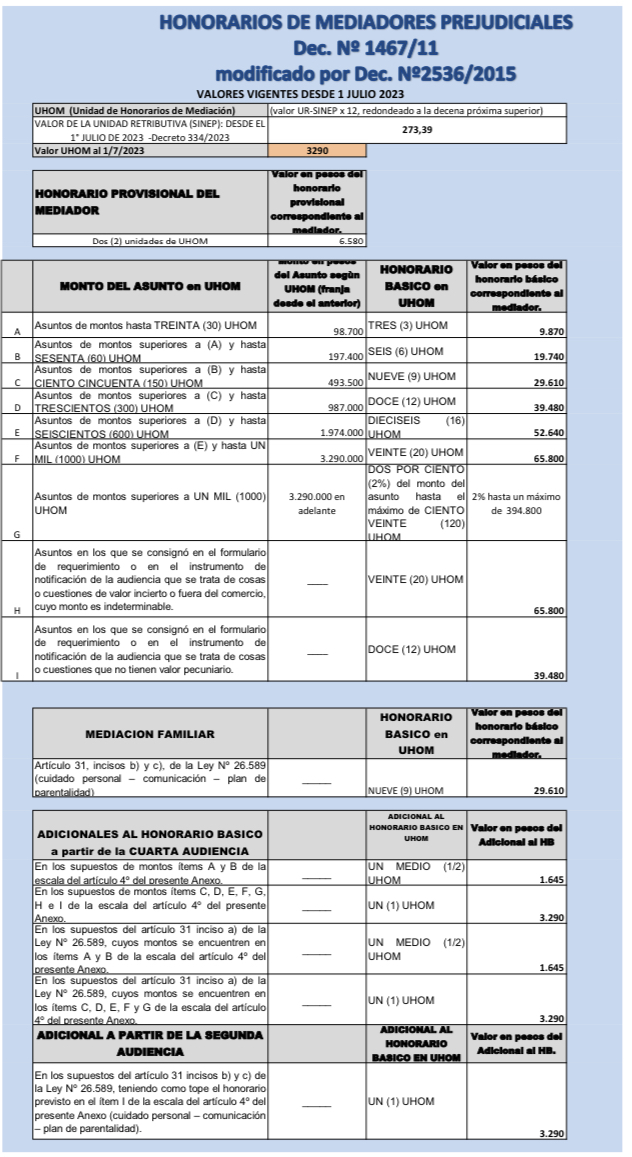 HONORARIOS DE MEDIADORES PREJUDICIALES
Dec. Nº 1467/11
modificado por Dec. Nº2536/2015
VALORES VIGENTES DESDE 1 JULIO 2023
UHOM (Unidad de Honorarios de Mediación) (valor UR-SINEP x 12, redondeado a la decena próxima superior)
VALOR DE LA UNIDAD RETRIBUTIVA (SINEP): DESDE EL
1° JULIO DE 2023 -Decreto 334/2023
273,39
Valor UHOM al 1/7/2023 3290
HONORARIO PROVISIONAL DEL
MEDIADOR
Valor en pesos del
honorario
provisional
correspondiente al
mediador.
Dos (2) unidades de UHOM 6.580
MONTO DEL ASUNTO en UHOM
Monto en pesos
del Asunto según
UHOM (franja
desde el anterior)
HONORARIO
BASICO en
UHOM
Valor en pesos del
honorario básico
correspondiente al
mediador.
A Asuntos de montos hasta TREINTA (30) UHOM 98.700 TRES (3) UHOM 9.870
B Asuntos de montos superiores a (A) y hasta
SESENTA (60) UHOM 197.400 SEIS (6) UHOM 19.740
C Asuntos de montos superiores a (B) y hasta
CIENTO CINCUENTA (150) UHOM 493.500 NUEVE (9) UHOM 29.610
D Asuntos de montos superiores a (C) y hasta
TRESCIENTOS (300) UHOM 987.000 DOCE (12) UHOM 39.480
E Asuntos de montos superiores a (D) y hasta
SEISCIENTOS (600) UHOM 1.974.000 DIECISEIS (16)
UHOM 52.640
F Asuntos de montos superiores a (E) y hasta UN
MIL (1000) UHOM 3.290.000 VEINTE (20) UHOM 65.800
G Asuntos de montos superiores a UN MIL (1000)
UHOM
3.290.000 en
adelante
DOS POR CIENTO
(2%) del monto del
asunto hasta el
máximo de CIENTO
VEINTE (120)
UHOM
2% hasta un máximo
de 394.800
H Asuntos en los que se consignó en el formulario
de requerimiento o en el instrumento de
notificación de la audiencia que se trata de cosas
o cuestiones de valor incierto o fuera del comercio,
cuyo monto es indeterminable.
____ VEINTE (20) UHOM 65.800
I Asuntos en los que se consignó en el formulario
de requerimiento o en el instrumento de
notificación de la audiencia que se trata de cosas
o cuestiones que no tienen valor pecuniario.
____ DOCE (12) UHOM 39.480
MEDIACION FAMILIAR
HONORARIO
BASICO en
UHOM
Valor en pesos del
honorario básico
correspondiente al
mediador.
Artículo 31, incisos b) y c), de la Ley Nº 26.589
(cuidado personal – comunicación – plan de
parentalidad)
_____ NUEVE (9) UHOM 29.610
ADICIONALES AL HONORARIO BASICO
a partir de la CUARTA AUDIENCIA
ADICIONAL AL
HONORARIO BASICO EN
UHOM
Valor en pesos del
Adicional al HB
En los supuestos de montos ítems A y B de la
escala del artículo 4º del presente Anexo.
_____ UN MEDIO (1/2)
UHOM 1.645
En los supuestos de montos ítems C, D, E, F, G,
H e I de la escala del artículo 4º del presente
Anexo.
_____ UN (1) UHOM 3.290
En los supuestos del artículo 31 inciso a) de la
Ley Nº 26.589, cuyos montos se encuentren en
los ítems A y B de la escala del artículo 4º del
presente Anexo.
_____ UN MEDIO (1/2)
UHOM 1.645
En los supuestos del artículo 31 inciso a) de la
Ley Nº 26.589, cuyos montos se encuentren en
los ítems C, D, E, F y G de la escala del artículo
4º del presente Anexo.
_____ UN (1) UHOM 3.290
ADICIONAL A PARTIR DE LA SEGUNDA
AUDIENCIA
ADICIONAL AL
HONORARIO
BASICO EN UHOM
Valor en pesos del
Adicional al HB.
En los supuestos del artículo 31 incisos b) y c) de
la Ley Nº 26.589, teniendo como tope el honorario
previsto en el ítem I de la escala del artículo 4º del
presente Anexo (cuidado personal – comunicación
– plan de parentalidad).
_____ UN (1) UHOM 3.290